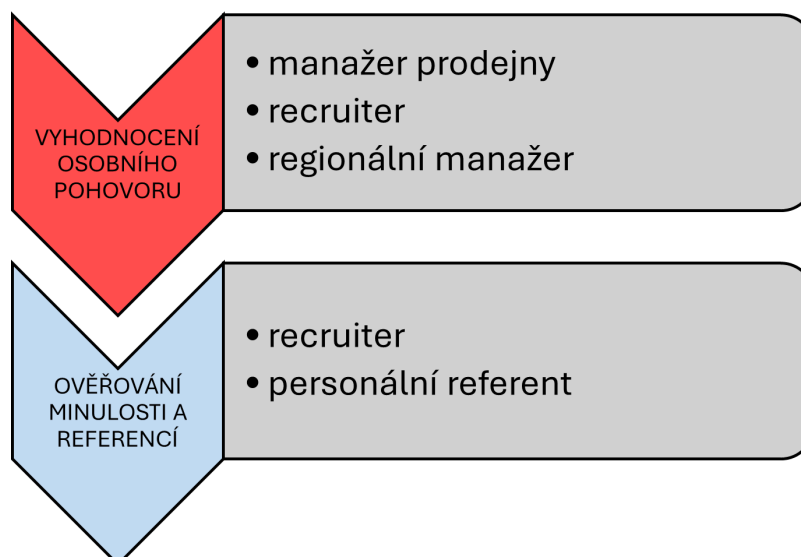 VYHODNOCENÍ
OSOBNÍHO
POHOVORU
• manažer prodejny
• recruiter
• regionální manažer
OVĚŘOVÁNÍ
MINULOSTI A
REFERENCÍ
• recruiter
• personální referent